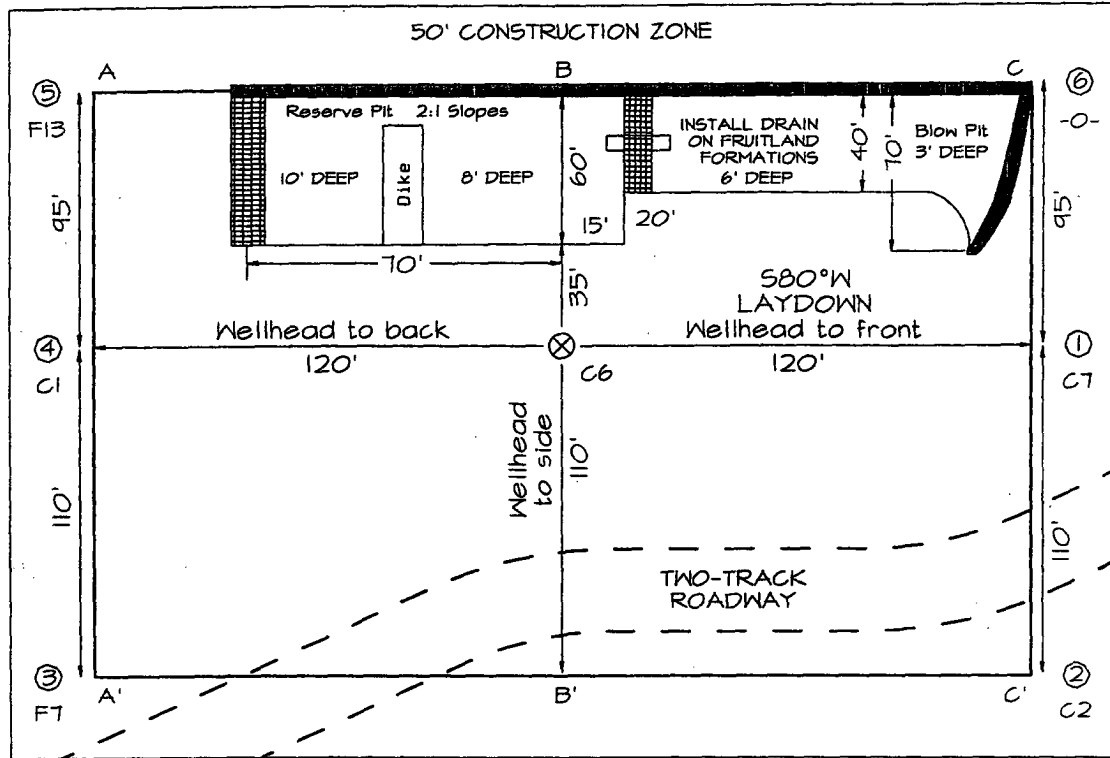 50' CONSTRUCTION ZONE
A
B
C
5
F13
6
-0-
Reserve Pit 2:1 Slopes
10' DEEP
Dike
8' DEEP
60'
INSTALL DRAIN
ON FRUITLAND
FORMATIONS
6' DEEP
40'
70'
Blow Pit
3' DEEP
95'
95'
15'
20'
70'
35'
S80°W
LAYDOWN
Wellhead to back
Wellhead to front
4
C1
120'
C6
120'
1
C7
Wellhead
to side
110'
110'
110'
TWO-TRACK
ROADWAY
3
F7
A'
B'
C'
2
C2